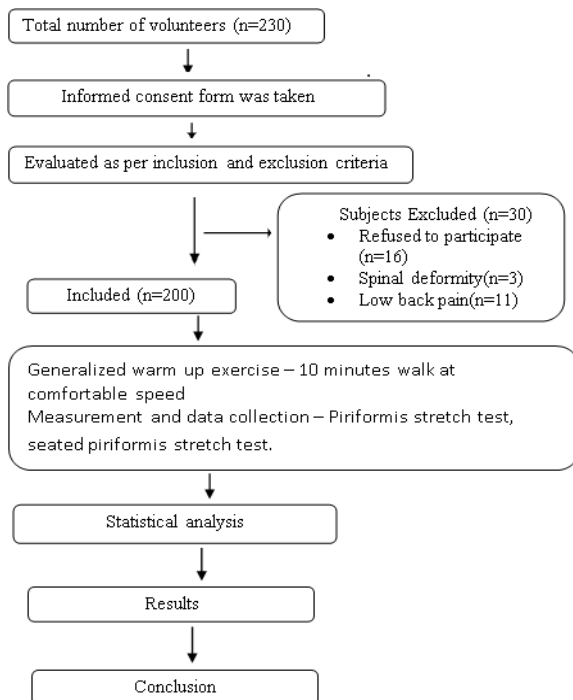 Total number of volunteers (n=230)
Informed consent form was taken
Evaluated as per inclusion and exclusion criteria
Subjects Excluded (n=30)
• Refused to participate
(n=16)
• Spinal deformity(n=3)
• Low back pain(n=11)
Included (n=200)
Generalized warm up exercise – 10 minutes walk at
comfortable speed
Measurement and data collection – Piriformis stretch test,
seated piriformis stretch test.
Statistical analysis
Results
Conclusion